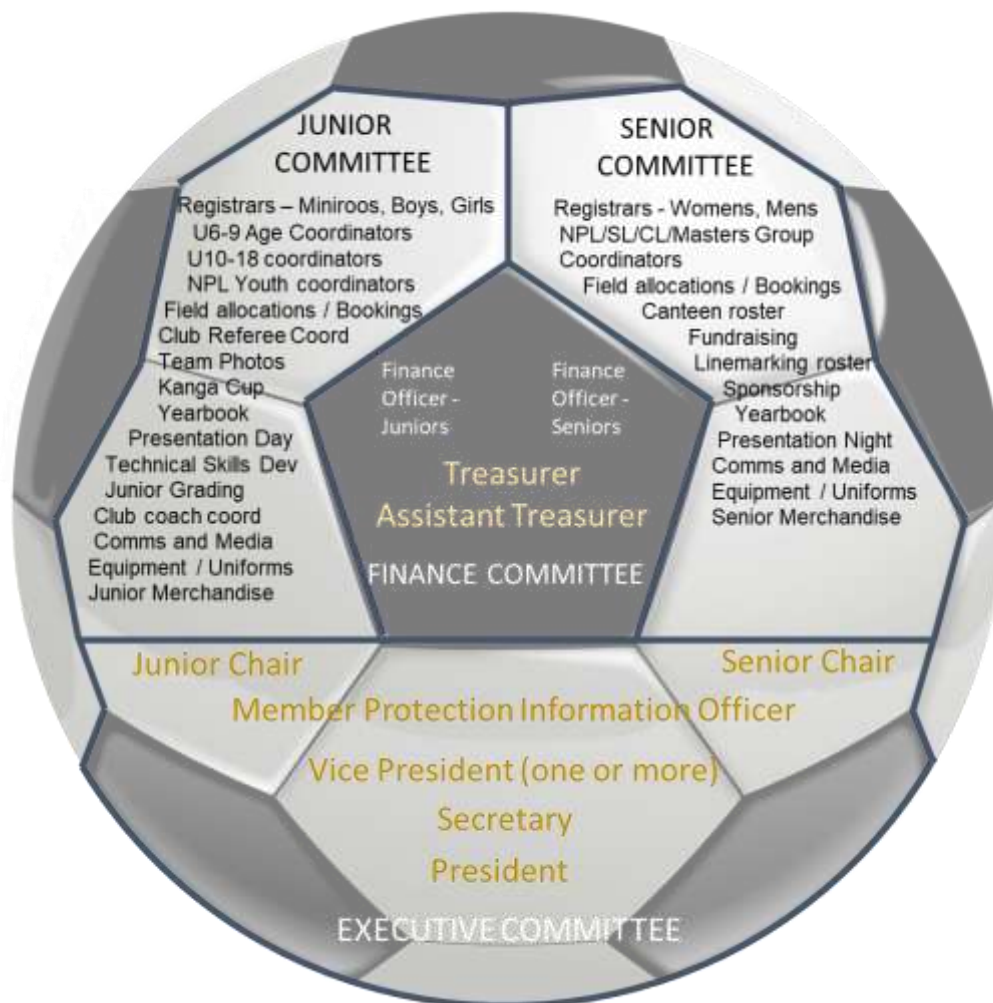 JUNIOR
COMMITTEE
Registrars – Miniroos, Boys, Girls
U6-9 Age Coordinators
U10-18 coordinators
NPL Youth coordinators
Field allocations / Bookings
Club Referee Coord
Team Photos
Kanga Cup
Yearbook
Presentation Day
Technical Skills Dev
Junior Grading
Club coach coord
Comms and Media
Equipment / Uniforms
Junior Merchandise
SENIOR
COMMITTEE
Registrars - Womens, Mens
NPL/SL/CL/Masters Group
Coordinators
Field allocations / Bookings
Canteen roster
Fundraising
Linemarking roster
Sponsorship
Yearbook
Presentation Night
Comms and Media
Equipment / Uniforms
Senior Merchandise
Finance
Officer -
Juniors
Finance
Officer -
Seniors
Treasurer
Assistant Treasurer
FINANCE COMMITTEE
Junior Chair
Senior Chair
Member Protection Information Officer
Vice President (one or more)
Secretary
President
EXECUTIVE COMMITTEE